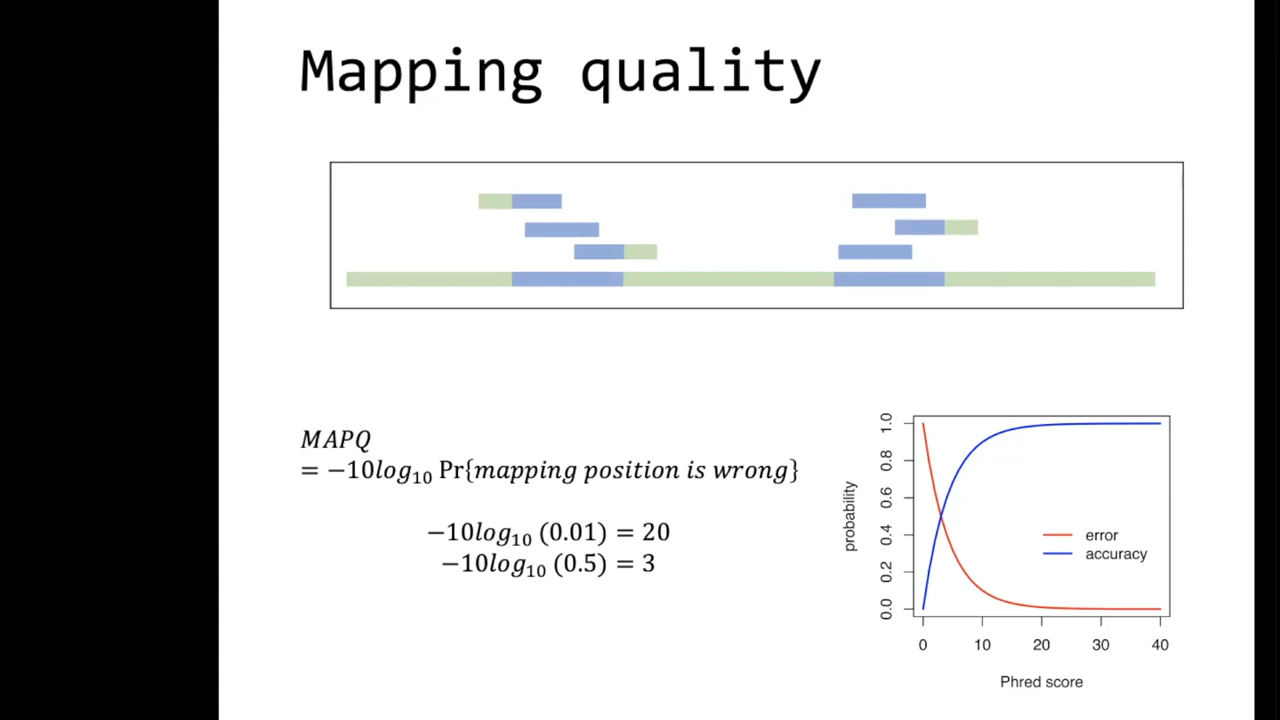 Mapping quality
MAPQ
= −10log₁₀ Pr{mapping position is wrong}
−10log₁₀ (0.01) = 20
−10log₁₀ (0.5) = 3
probability
0.0 0.2 0.4 0.6 0.8 1.0
error
accuracy
0 10 20 30 40
Phred score